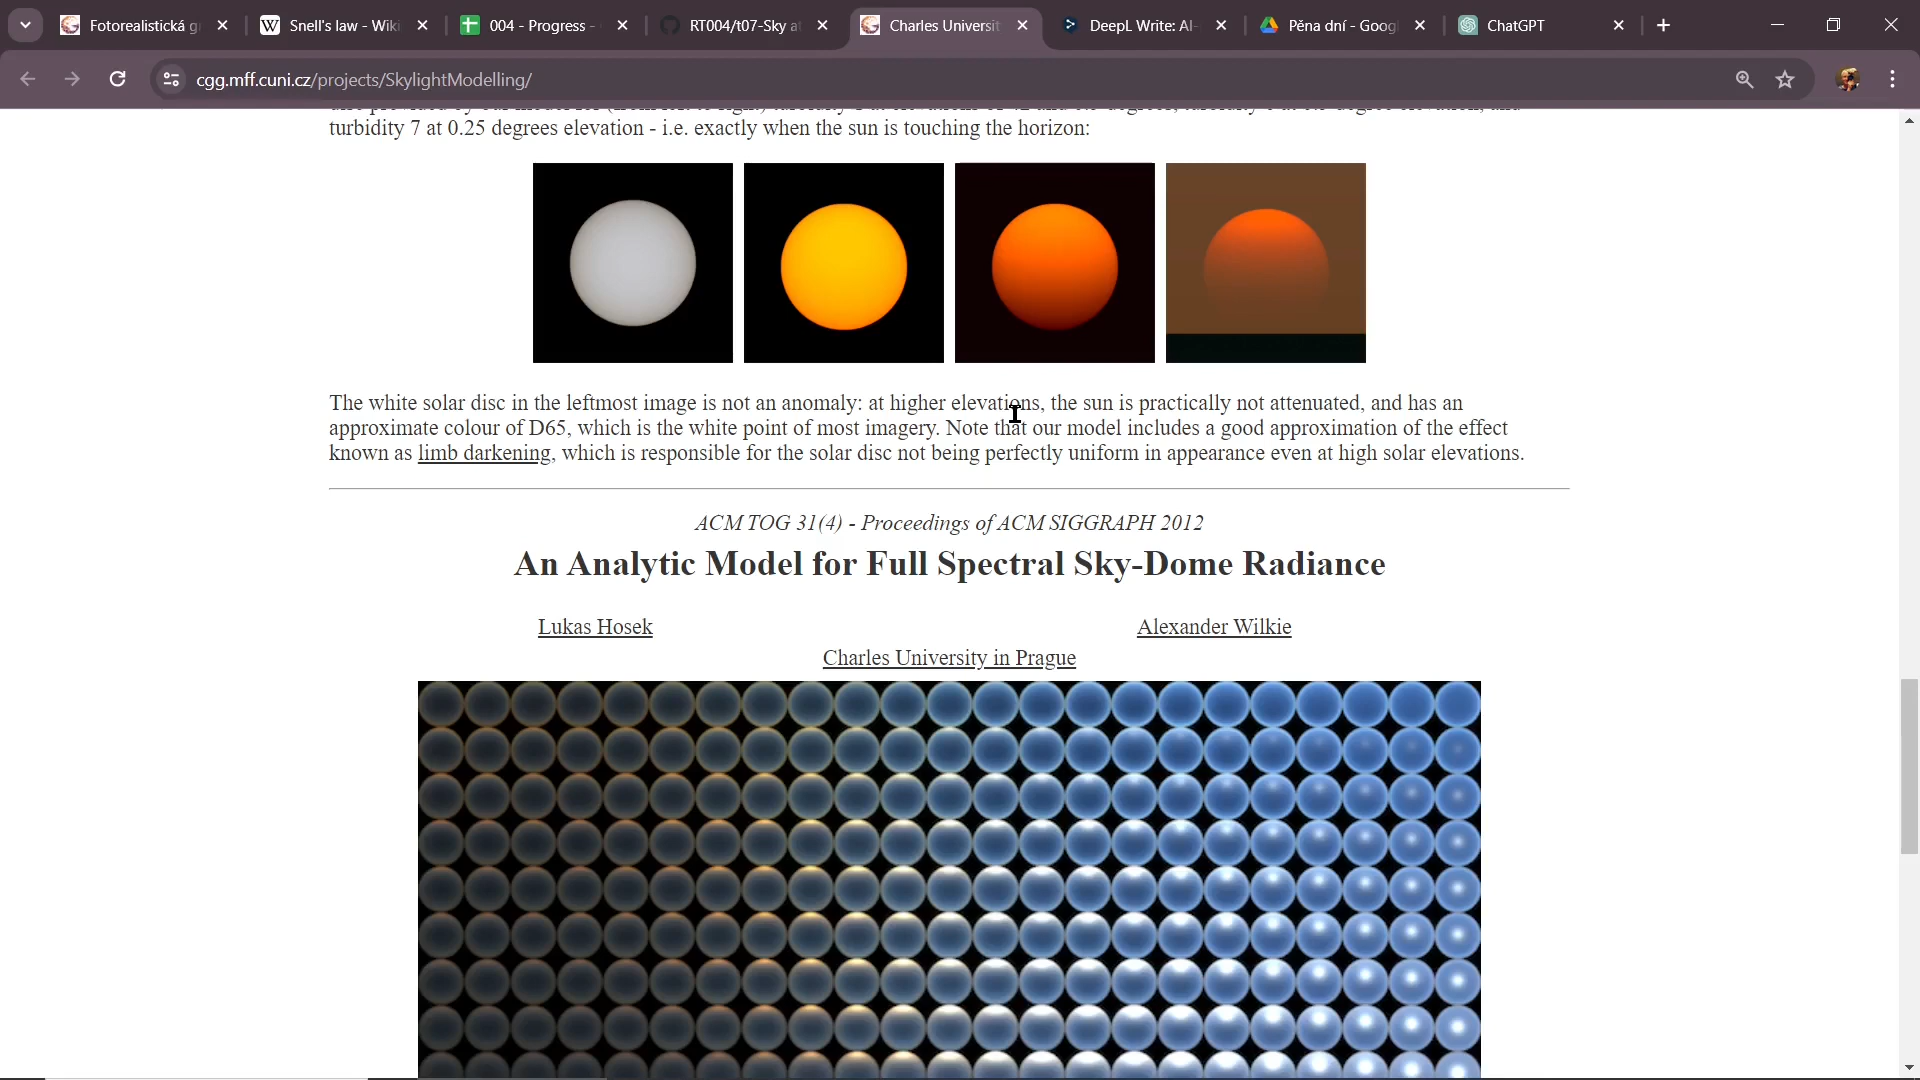 Fotorealistická g
Snell's law - Wiki
004 - Progress -
RT004/t07-Sky at
Charles Universit
DeepL Write: AI-
Pěna dní - Goog
ChatGPT
cgg.mff.cuni.cz/projects/SkylightModelling/
turbidity 7 at 0.25 degrees elevation - i.e. exactly when the sun is touching the horizon:
The white solar disc in the leftmost image is not an anomaly: at higher elevations, the sun is practically not attenuated, and has an
approximate colour of D65, which is the white point of most imagery. Note that our model includes a good approximation of the effect
known as limb darkening, which is responsible for the solar disc not being perfectly uniform in appearance even at high solar elevations.
ACM TOG 31(4) - Proceedings of ACM SIGGRAPH 2012
An Analytic Model for Full Spectral Sky-Dome Radiance
Lukas Hosek
Alexander Wilkie
Charles University in Prague